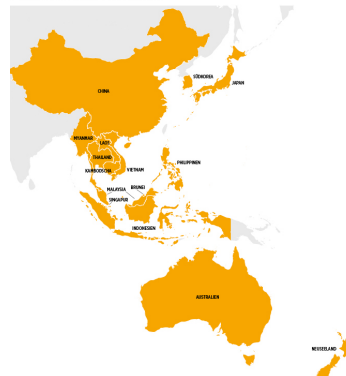 SÜDKOREA
JAPAN
CHINA
MYANMAR
LAOS
THAILAND
PHILIPPINEN
KAMBODSCHA
VIETNAM
MALAYSIA
BRUNEI
SINGAPUR
INDONESIEN
AUSTRALIEN
NEUSEELAND